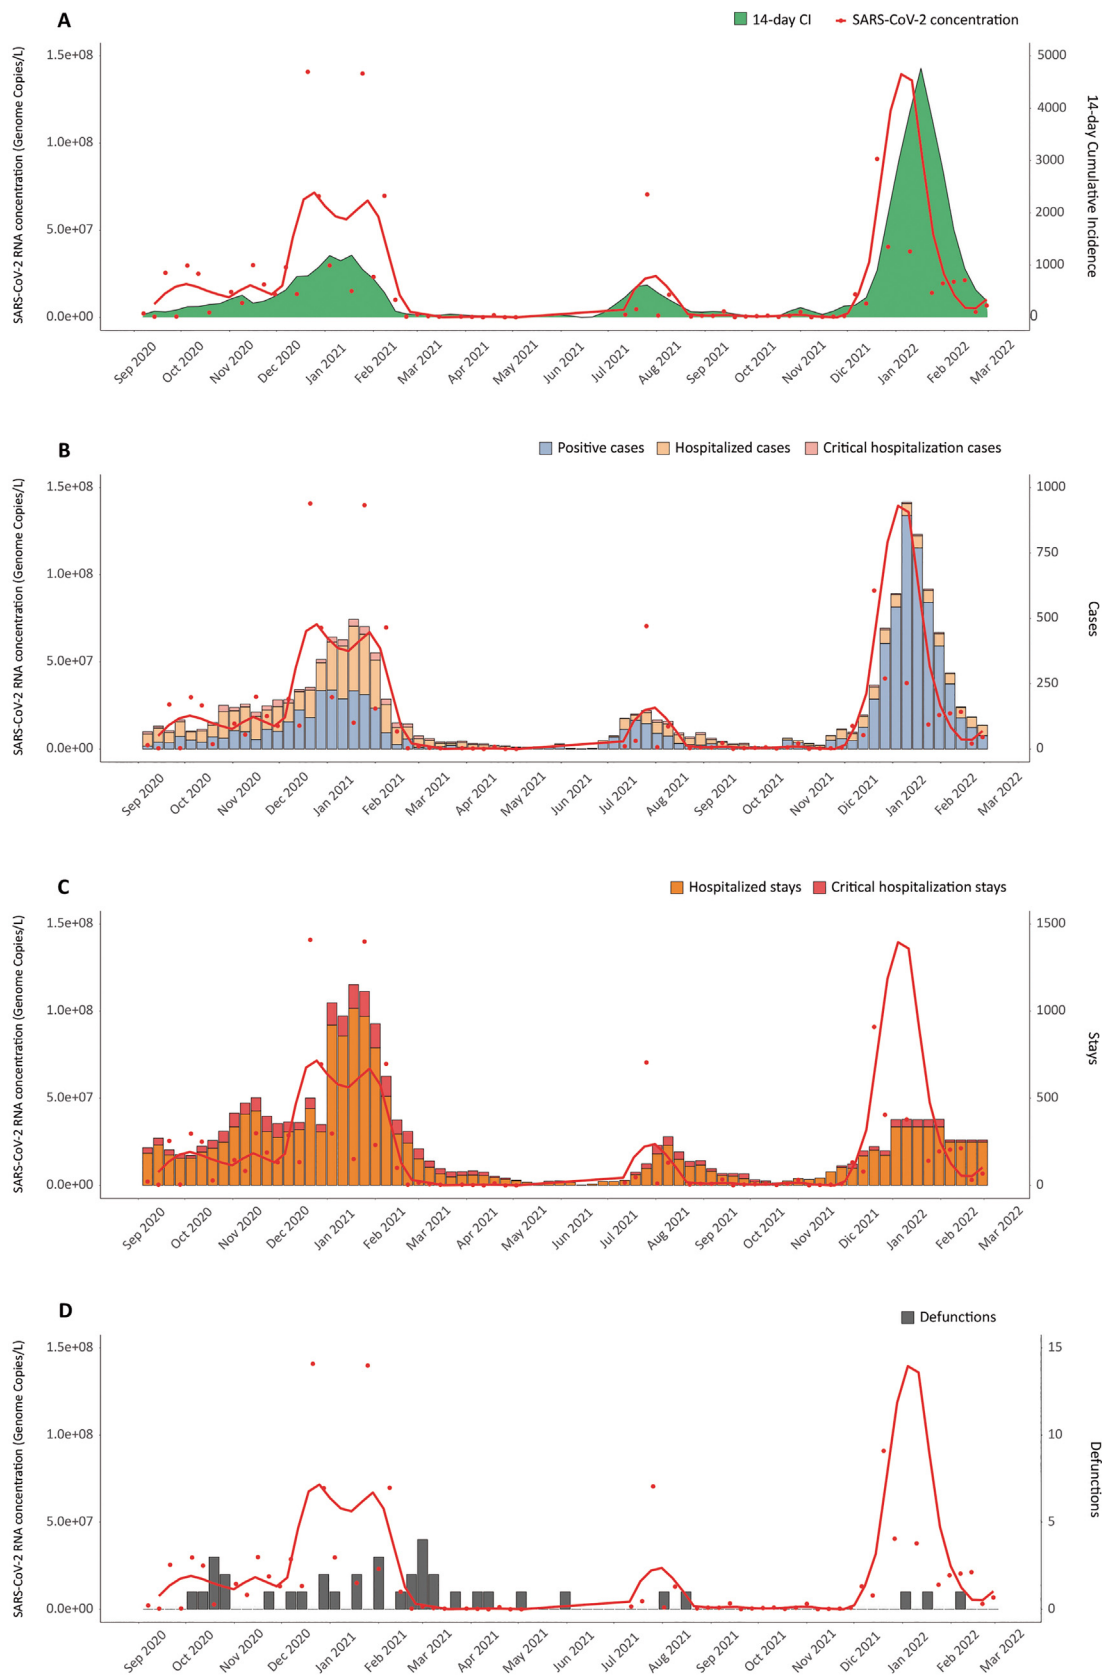 A
14-day CI SARS-CoV-2 concentration
SARS-CoV-2 RNA concentration (Genome Copies/L)
1.5e+08
1.0e+08
5.0e+07
0.0e+00
5000
4000
3000
2000
1000
0
14-day Cumulative Incidence
Sep 2020 Oct 2020 Nov 2020 Dec 2020 Jan 2021 Feb 2021 Mar 2021 Apr 2021 May 2021 Jun 2021 Jul 2021 Aug 2021 Sep 2021 Oct 2021 Nov 2021 Dic 2021 Jan 2022 Feb 2022 Mar 2022
B
Positive cases Hospitalized cases Critical hospitalization cases
SARS-CoV-2 RNA concentration (Genome Copies/L)
1.5e+08
1.0e+08
5.0e+07
0.0e+00
1000
750
500
250
0
Cases
Sep 2020 Oct 2020 Nov 2020 Dec 2020 Jan 2021 Feb 2021 Mar 2021 Apr 2021 May 2021 Jun 2021 Jul 2021 Aug 2021 Sep 2021 Oct 2021 Nov 2021 Dic 2021 Jan 2022 Feb 2022 Mar 2022
C
Hospitalized stays Critical hospitalization stays
SARS-CoV-2 RNA concentration (Genome Copies/L)
1.5e+08
1.0e+08
5.0e+07
0.0e+00
1500
1000
500
0
Stays
Sep 2020 Oct 2020 Nov 2020 Dec 2020 Jan 2021 Feb 2021 Mar 2021 Apr 2021 May 2021 Jun 2021 Jul 2021 Aug 2021 Sep 2021 Oct 2021 Nov 2021 Dic 2021 Jan 2022 Feb 2022 Mar 2022
D
Defunctions
SARS-CoV-2 RNA concentration (Genome Copies/L)
1.5e+08
1.0e+08
5.0e+07
0.0e+00
15
10
5
0
Defunctions
Sep 2020 Oct 2020 Nov 2020 Dec 2020 Jan 2021 Feb 2021 Mar 2021 Apr 2021 May 2021 Jun 2021 Jul 2021 Aug 2021 Sep 2021 Oct 2021 Nov 2021 Dic 2021 Jan 2022 Feb 2022 Mar 2022